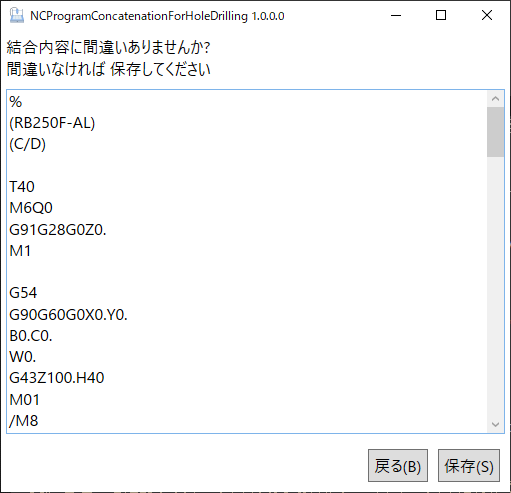 NCProgramConcatenationForHoleDrilling 1.0.0.0
結合内容に間違いありませんか?
間違いなければ 保存してください
%
(RB250F-AL)
(C/D)
T40
M6Q0
G91G28G0Z0.
M1
G54
G90G60G0X0.Y0.
B0.C0.
W0.
G43Z100.H40
M01
/M8
戻る(B)
保存(S)